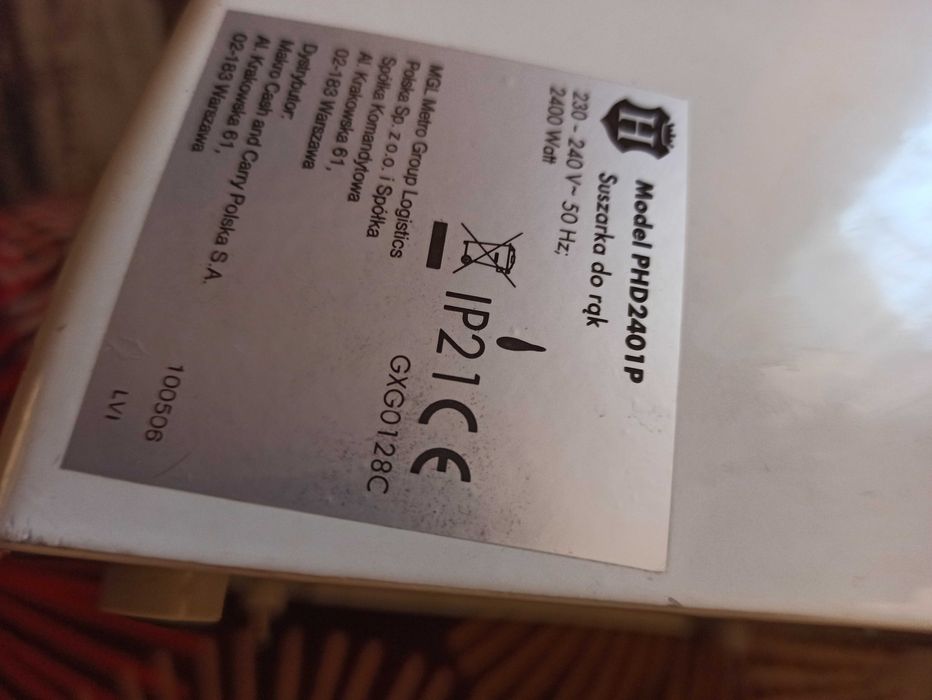 H
Model PHD2401P
Suszarka do rąk
230 - 240 V~ 50 Hz;
2400 Watt
IP21 CE
GXG0128C
MGL Metro Group Logistics
Polska Sp. z o.o. i Spółka
Spółka Komandytowa
Al. Krakowska 61,
02-183 Warszawa
Dystrybutor:
Makro Cash and Carry Polska S.A.
Al. Krakowska 61,
02-183 Warszawa
100506
LV1